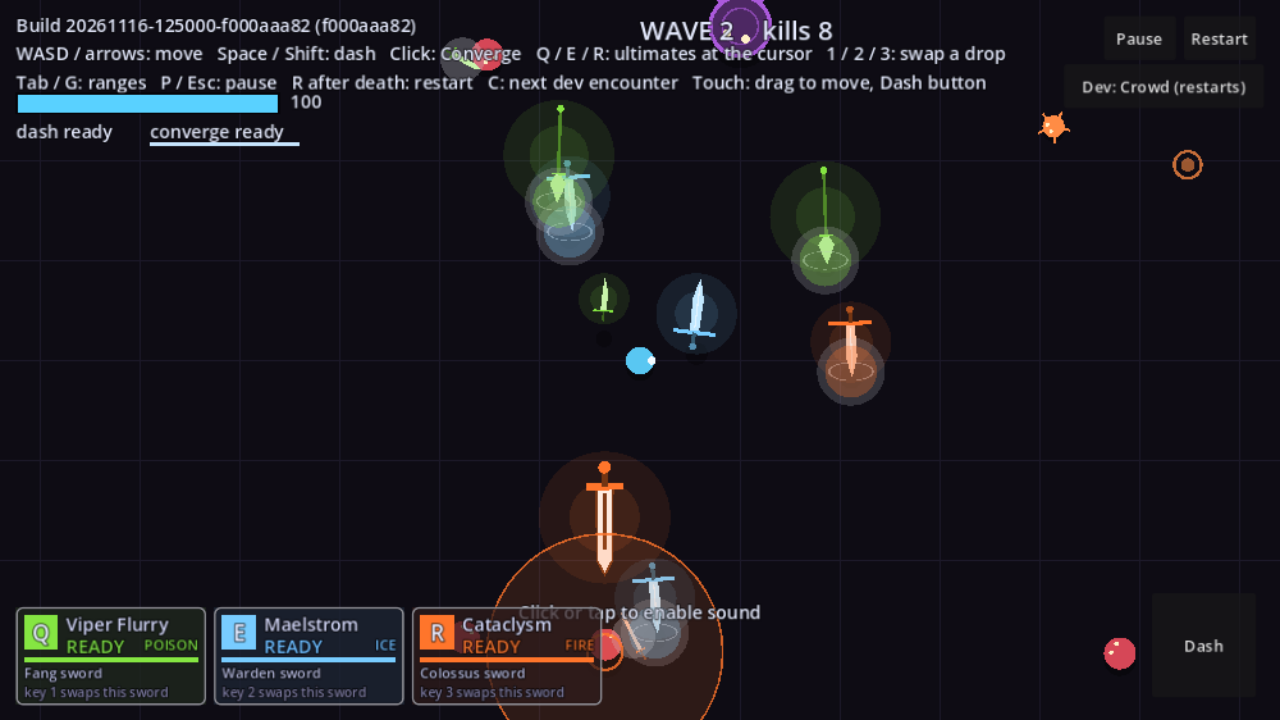 Build 20261116-125000-f000aaa82 (f000aaa82)
WAVE 2 kills 8
Pause
Restart
WASD / arrows: move Space / Shift: dash Click: Converge Q / E / R: ultimates at the cursor 1 / 2 / 3: swap a drop
Tab / G: ranges P / Esc: pause R after death: restart C: next dev encounter Touch: drag to move, Dash button
Dev: Crowd (restarts)
100
dash ready
converge ready
Click or tap to enable sound
Q
Viper Flurry
READY
POISON
Fang sword
key 1 swaps this sword
E
Maelstrom
READY
ICE
Warden sword
key 2 swaps this sword
R
Cataclysm
READY
FIRE
Colossus sword
key 3 swaps this sword
Dash